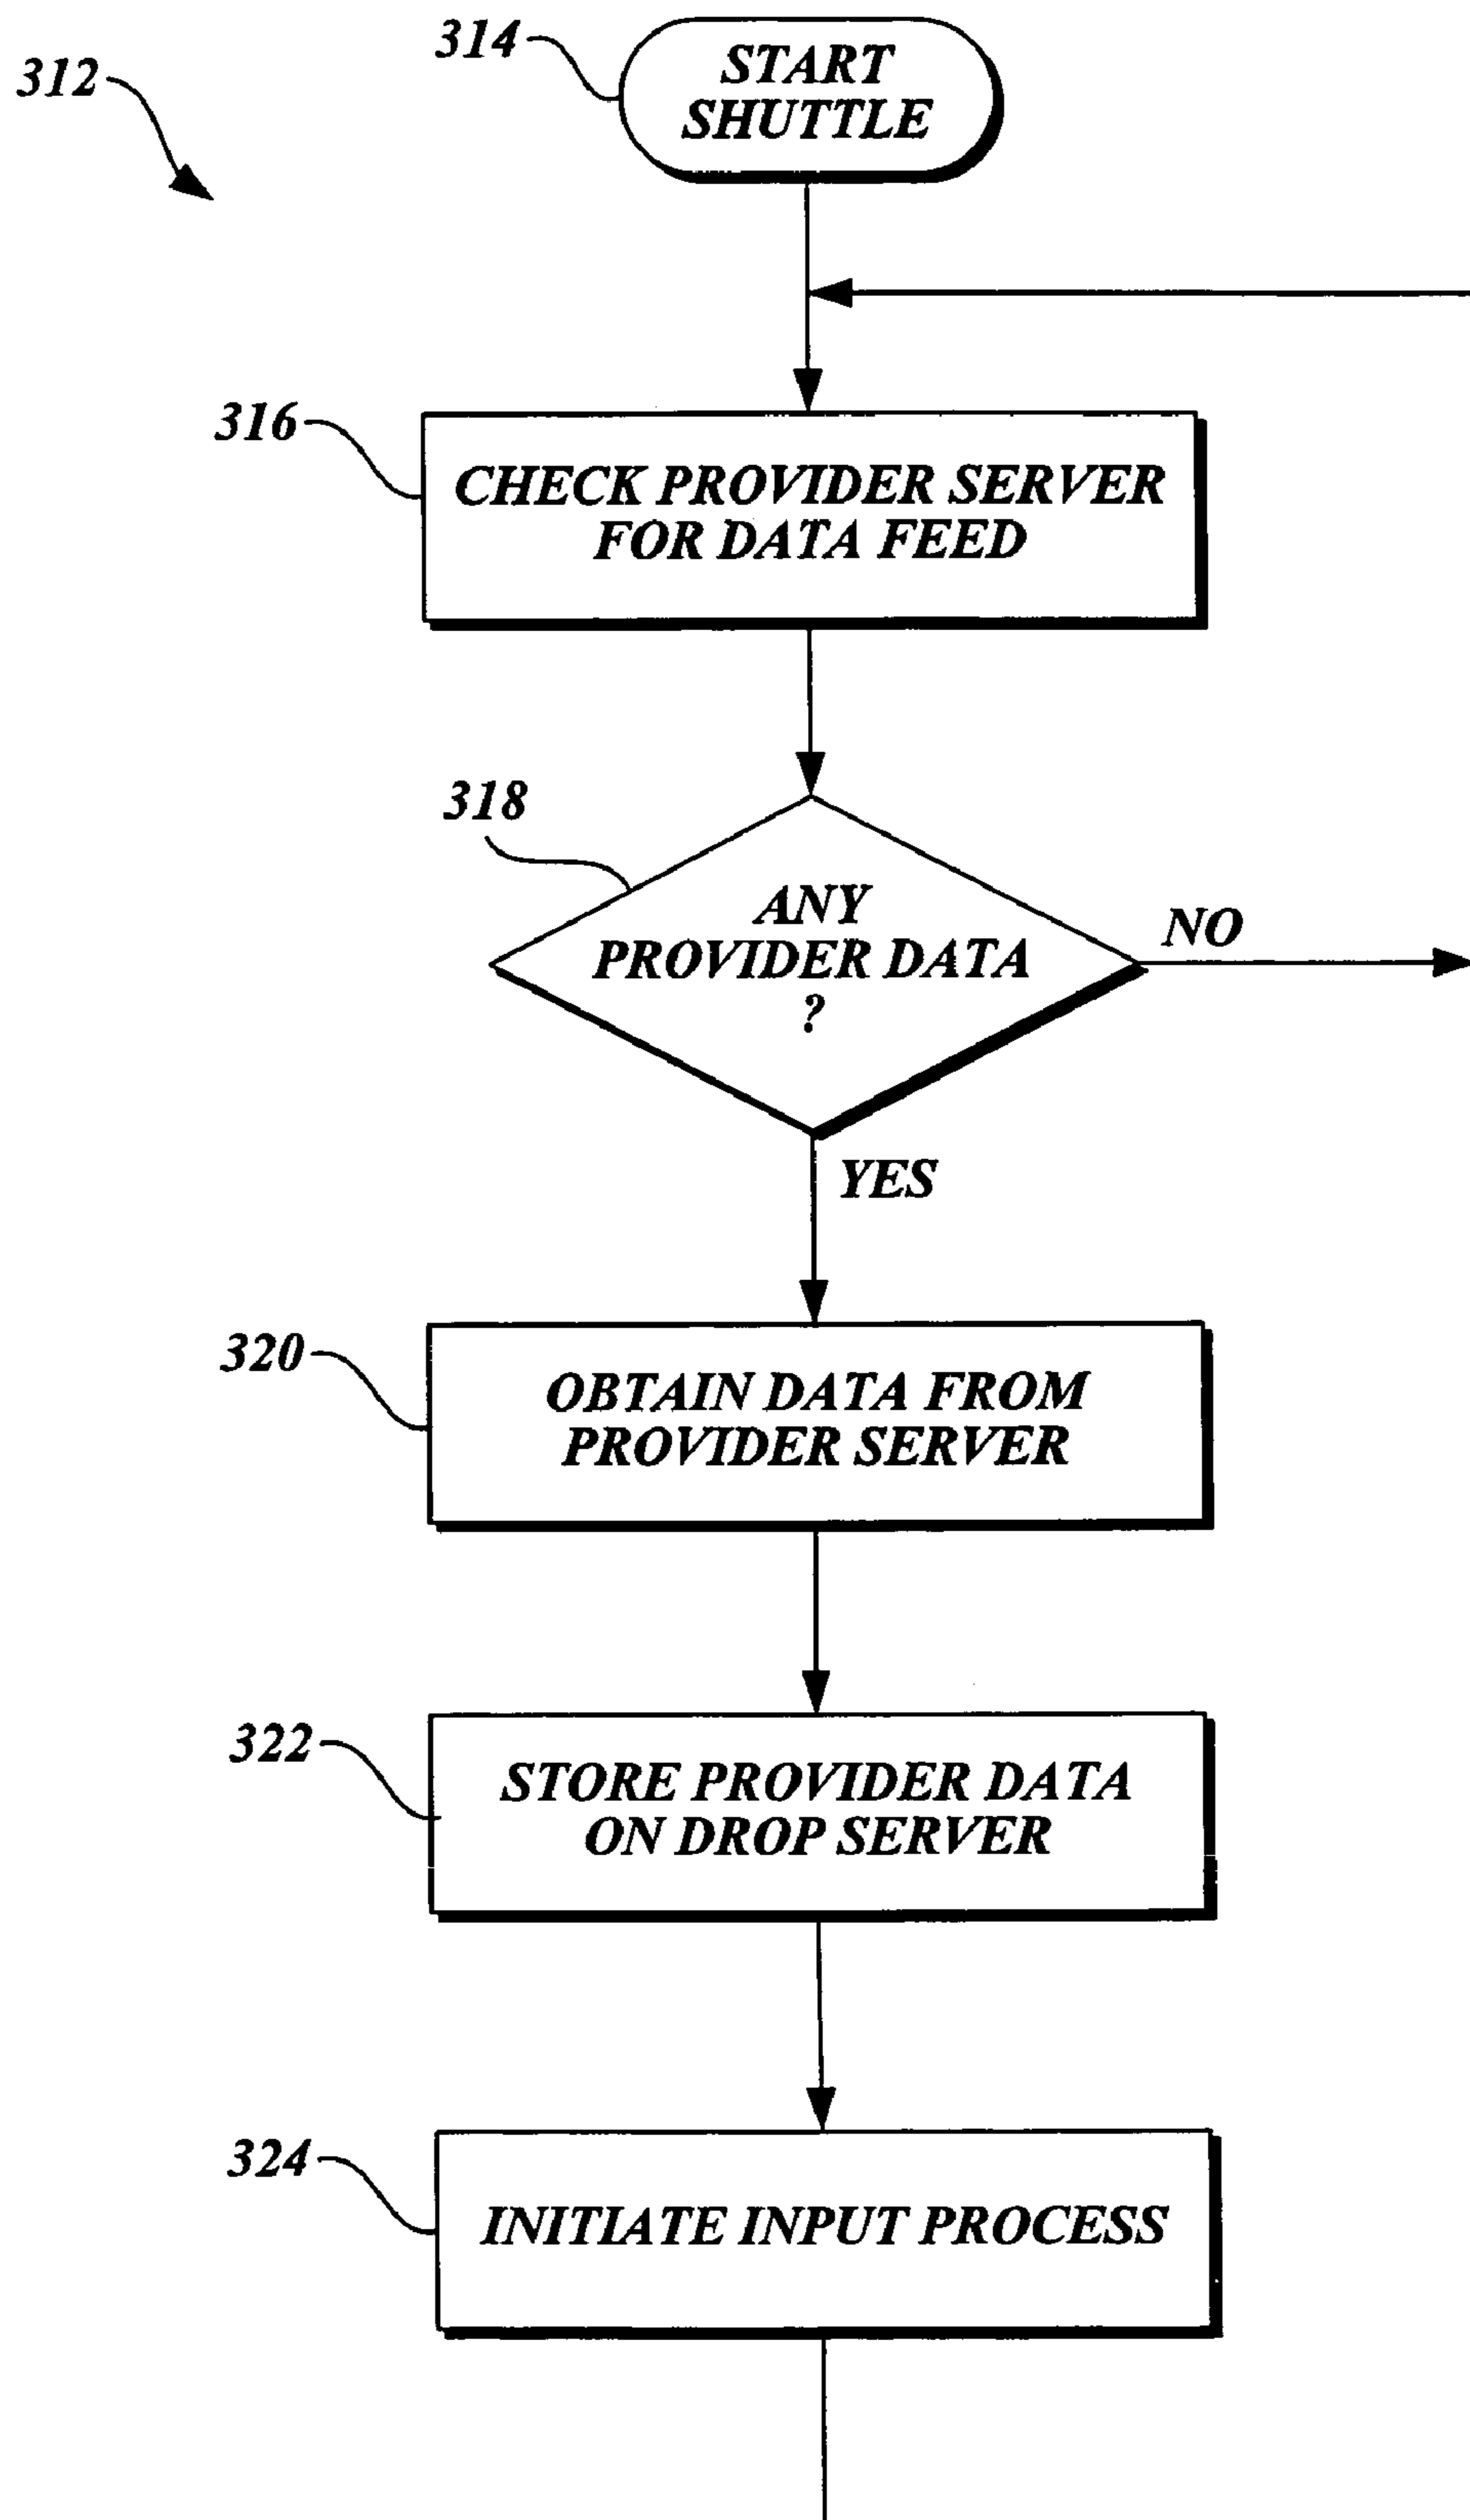 312
314
START
SHUTTLE
316
CHECK PROVIDER SERVER
FOR DATA FEED
318
ANY
PROVIDER DATA
?
NO
YES
320
OBTAIN DATA FROM
PROVIDER SERVER
322
STORE PROVIDER DATA
ON DROP SERVER
324
INITIATE INPUT PROCESS